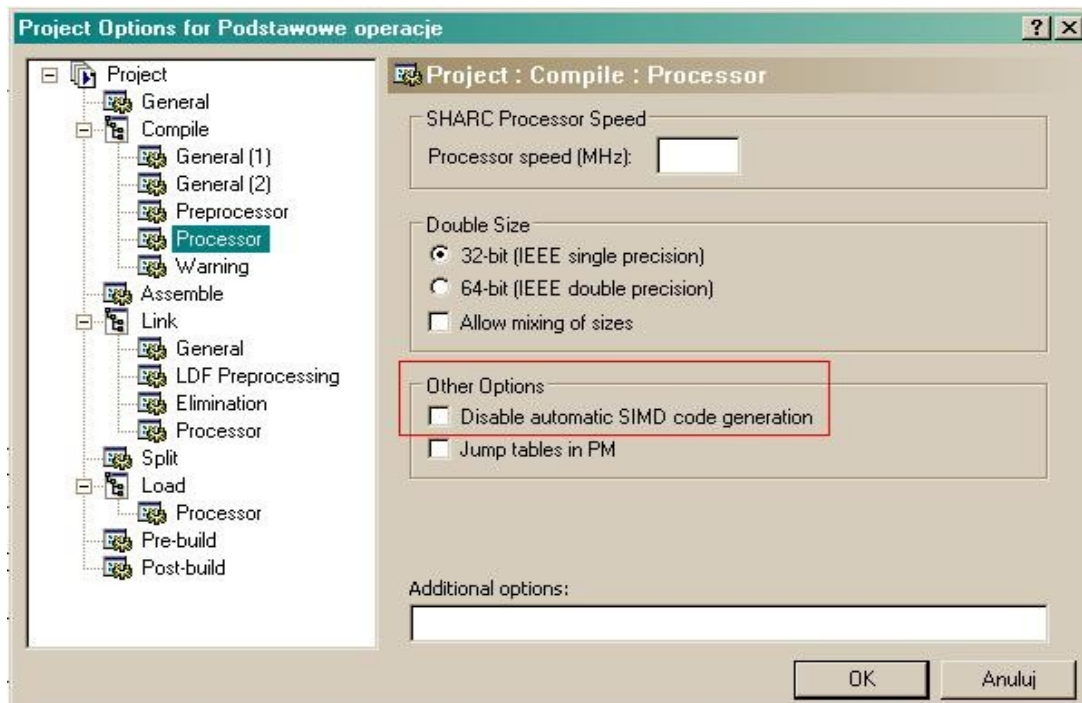 Project Options for Podstawowe operacje
Project
General
Compile
General (1)
General (2)
Preprocessor
Processor
Warning
Assemble
Link
General
LDF Preprocessing
Elimination
Processor
Split
Load
Processor
Pre-build
Post-build
Project : Compile : Processor
SHARC Processor Speed
Processor speed (MHz):
Double Size
32-bit (IEEE single precision)
64-bit (IEEE double precision)
Allow mixing of sizes
Other Options
Disable automatic SIMD code generation
Jump tables in PM
Additional options:
OK
Anuluj